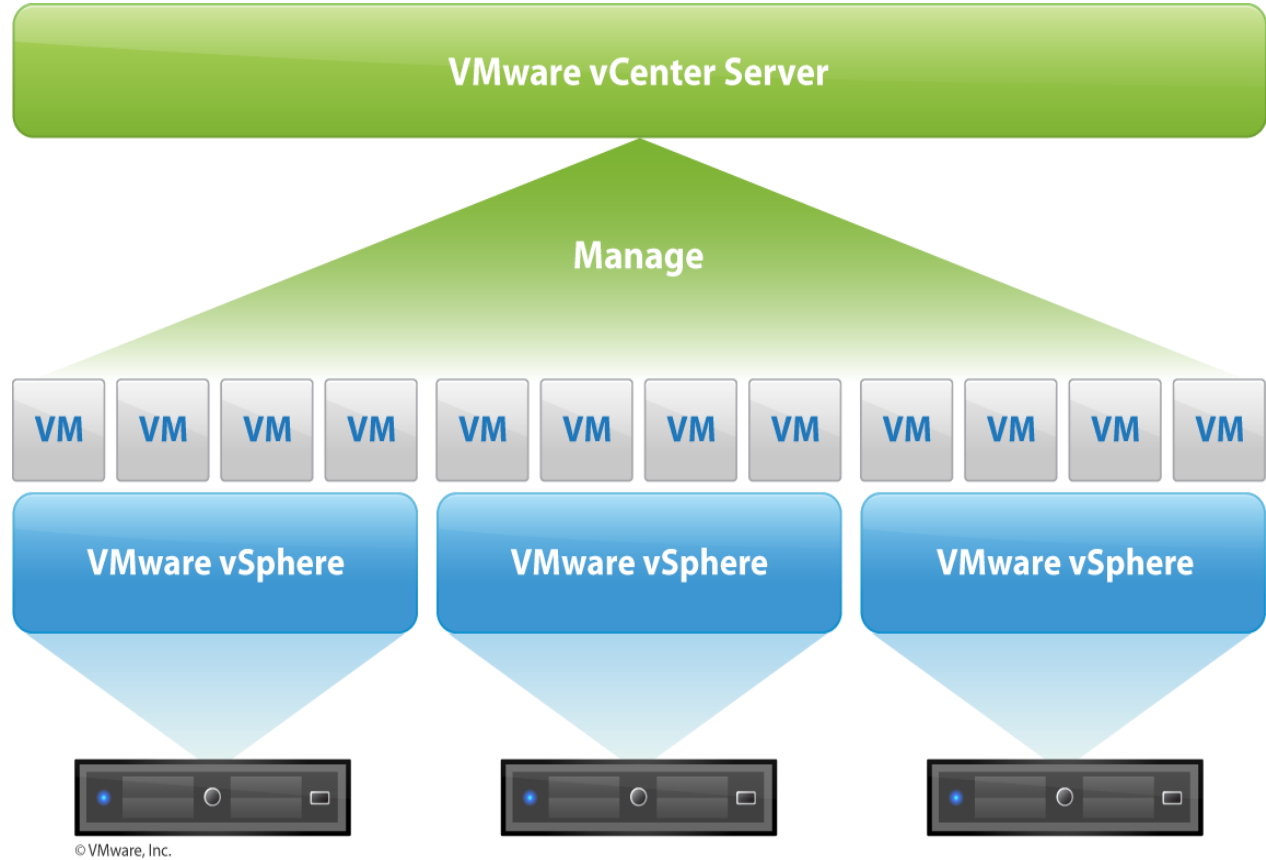 VMware vCenter Server
Manage
VM VM VM VM VM VM VM VM VM VM VM VM
VMware vSphere VMware vSphere VMware vSphere
© VMware, Inc.